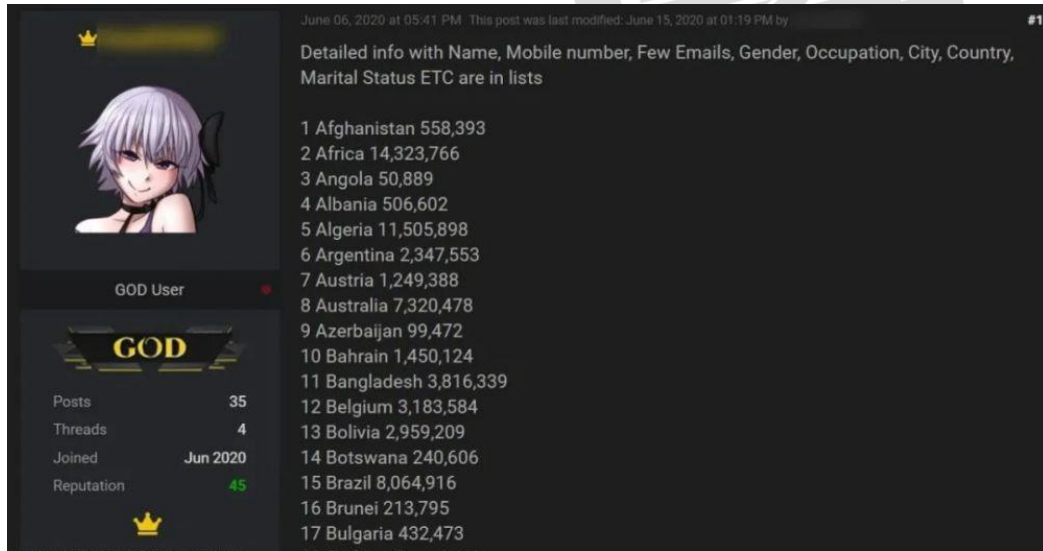 June 06, 2020 at 05:41 PM This post was last modified: June 15, 2020 at 01:19 PM by
#1
Detailed info with Name, Mobile number, Few Emails, Gender, Occupation, City, Country,
Marital Status ETC are in lists
1 Afghanistan 558,393
2 Africa 14,323,766
3 Angola 50,889
4 Albania 506,602
5 Algeria 11,505,898
6 Argentina 2,347,553
7 Austria 1,249,388
8 Australia 7,320,478
9 Azerbaijan 99,472
10 Bahrain 1,450,124
11 Bangladesh 3,816,339
12 Belgium 3,183,584
13 Bolivia 2,959,209
14 Botswana 240,606
15 Brazil 8,064,916
16 Brunei 213,795
17 Bulgaria 432,473
GOD User
GOD
Posts 35
Threads 4
Joined Jun 2020
Reputation 45